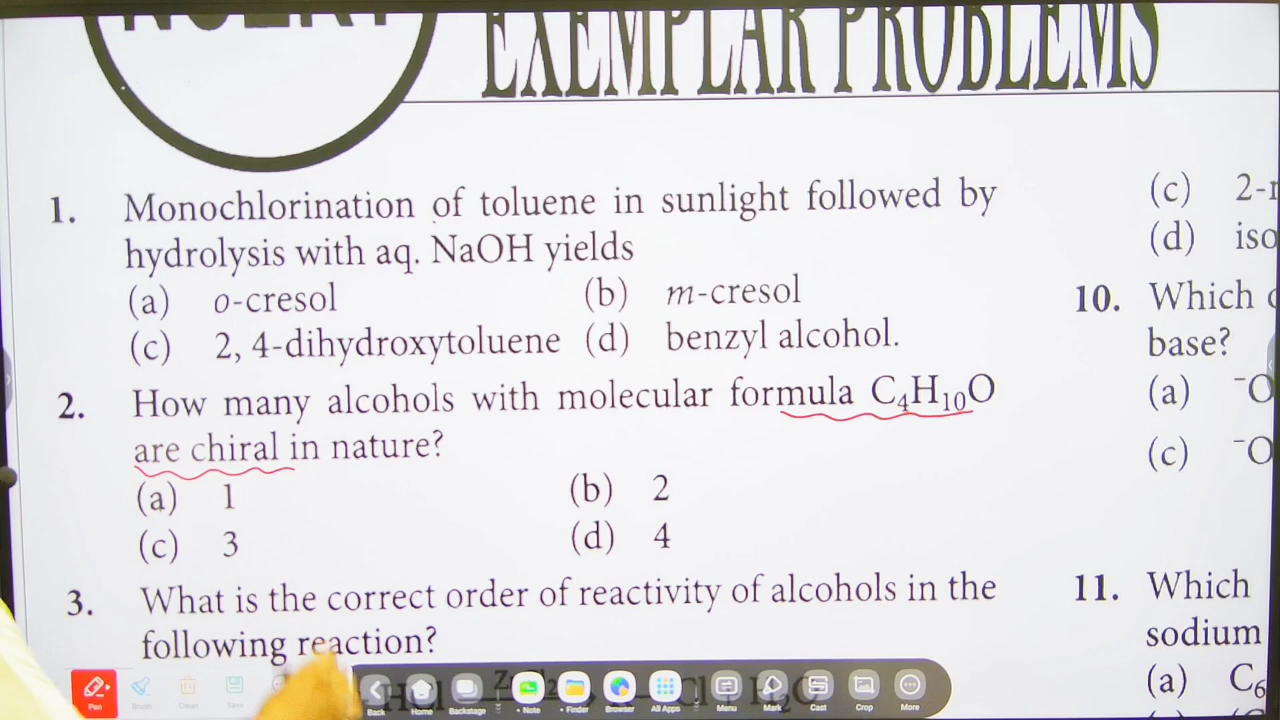 EXEMPLAR PROBLEMS
1. Monochlorination of toluene in sunlight followed by
hydrolysis with aq. NaOH yields
(a) o-cresol (b) m-cresol
(c) 2, 4-dihydroxytoluene (d) benzyl alcohol.
2. How many alcohols with molecular formula C₄H₁₀O
are chiral in nature?
(a) 1 (b) 2
(c) 3 (d) 4
3. What is the correct order of reactivity of alcohols in the
following reaction?
(c)
(d)
10. Which
base?
(a) ⁻O
(c) ⁻O
11. Which
sodium
(a) C₆
Pen Brush Clean Save
Back Home Backstage Note Finder Browser All Apps Menu Mark Cast Crop More